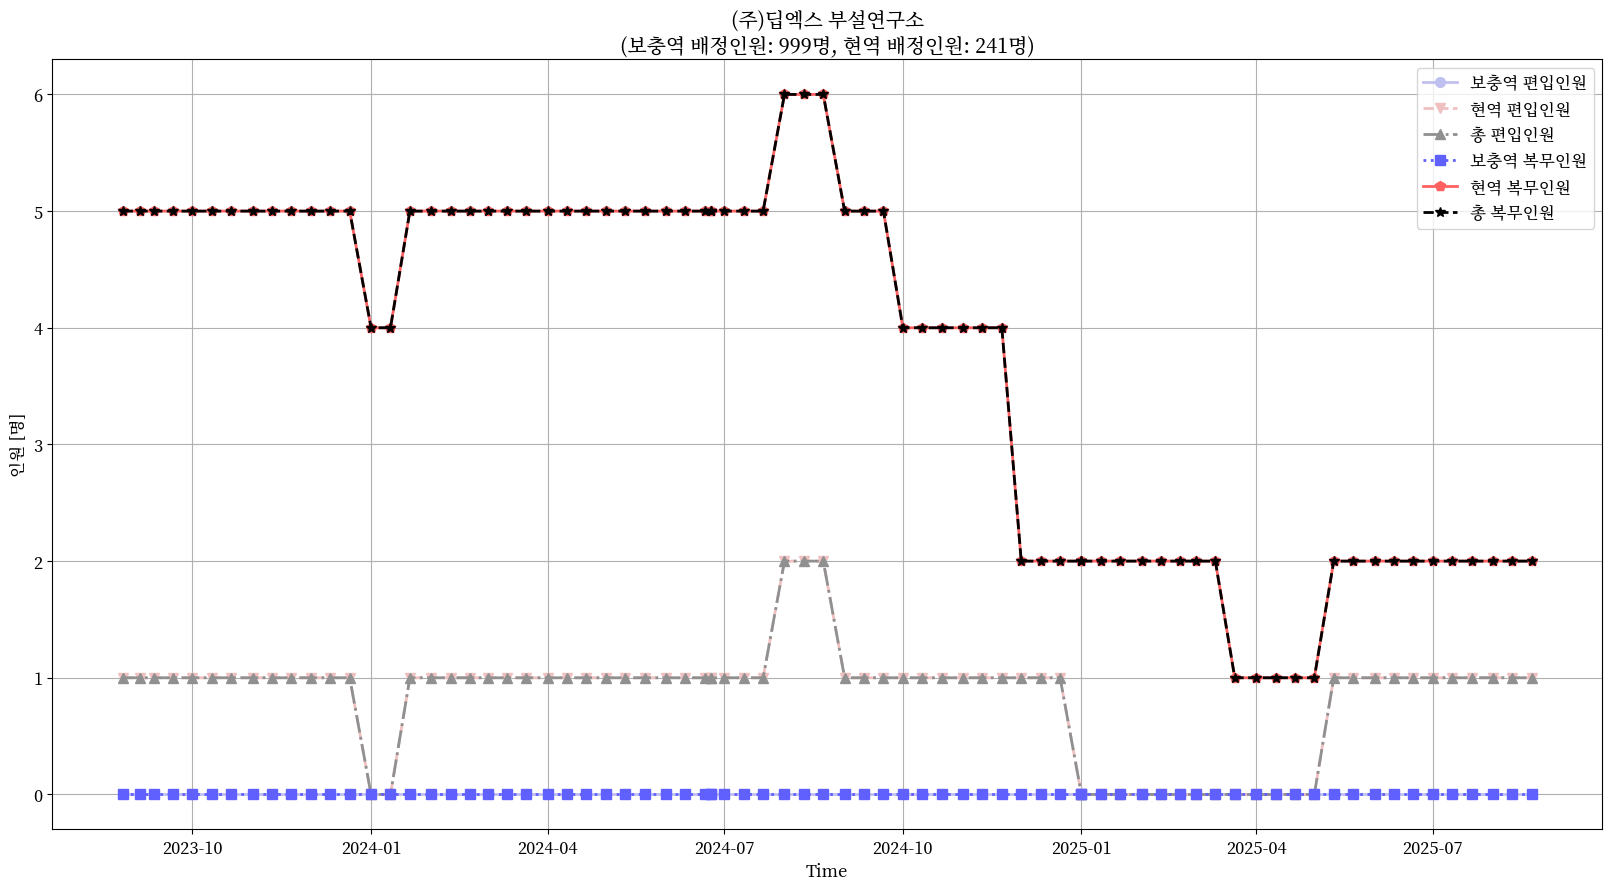 (주)딥엑스 부설연구소
(보충역 배정인원: 999명, 현역 배정인원: 241명)
보충역 편입인원
현역 편입인원
총 편입인원
보충역 복무인원
현역 복무인원
총 복무인원
인원 [명]
6
5
4
3
2
1
0
2023-10
2024-01
2024-04
2024-07
2024-10
2025-01
2025-04
2025-07
Time